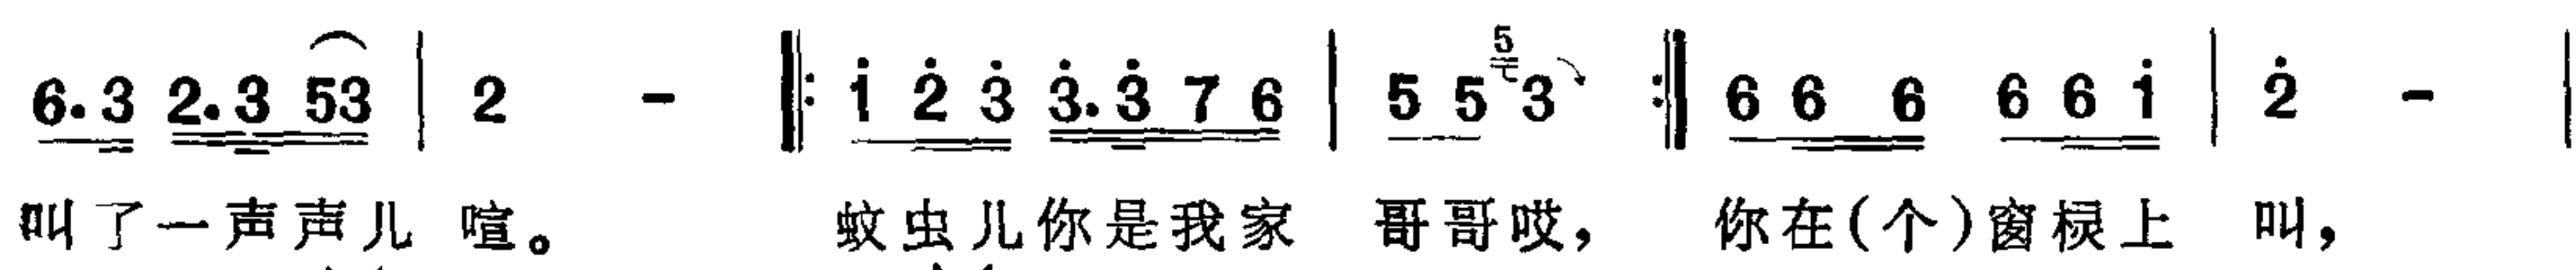 6.3 2.3 53 | 2 - ‖: i 2 3 3.3 7 6 | 5 5 5 3 :‖ 6 6 6 6 6 i | 2 - |
叫了一声声儿 喧。 蚊虫儿你是我家 哥哥哎， 你在(个)窗棂上 叫，